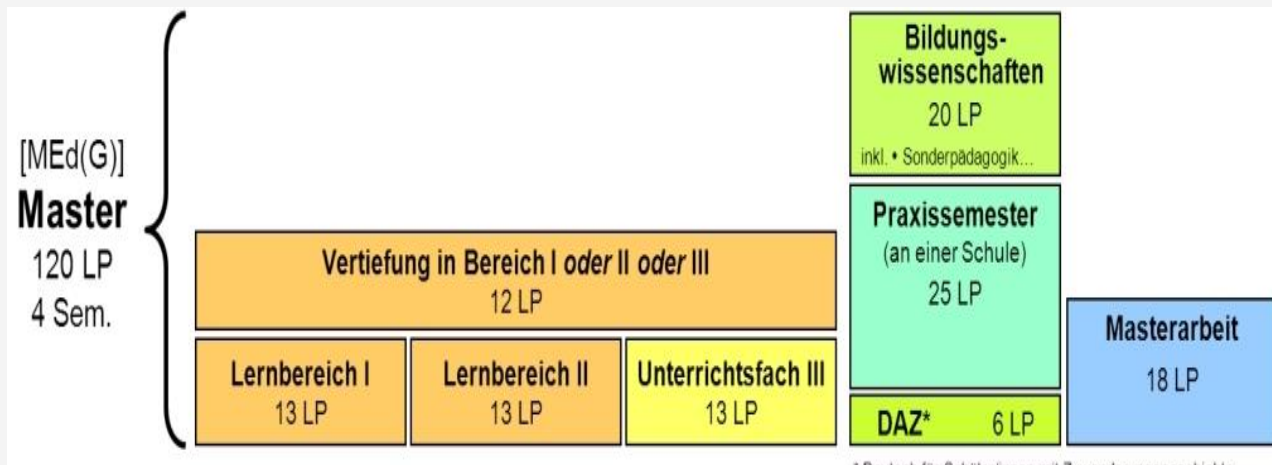 [MEd(G)]
Master
120 LP
4 Sem.
Vertiefung in Bereich I oder II oder III
12 LP
Lernbereich I
13 LP
Lernbereich II
13 LP
Unterrichtsfach III
13 LP
Bildungs-
wissenschaften
20 LP
inkl. • Sonderpädagogik...
Praxissemester
(an einer Schule)
25 LP
DAZ* 6 LP
Masterarbeit
18 LP